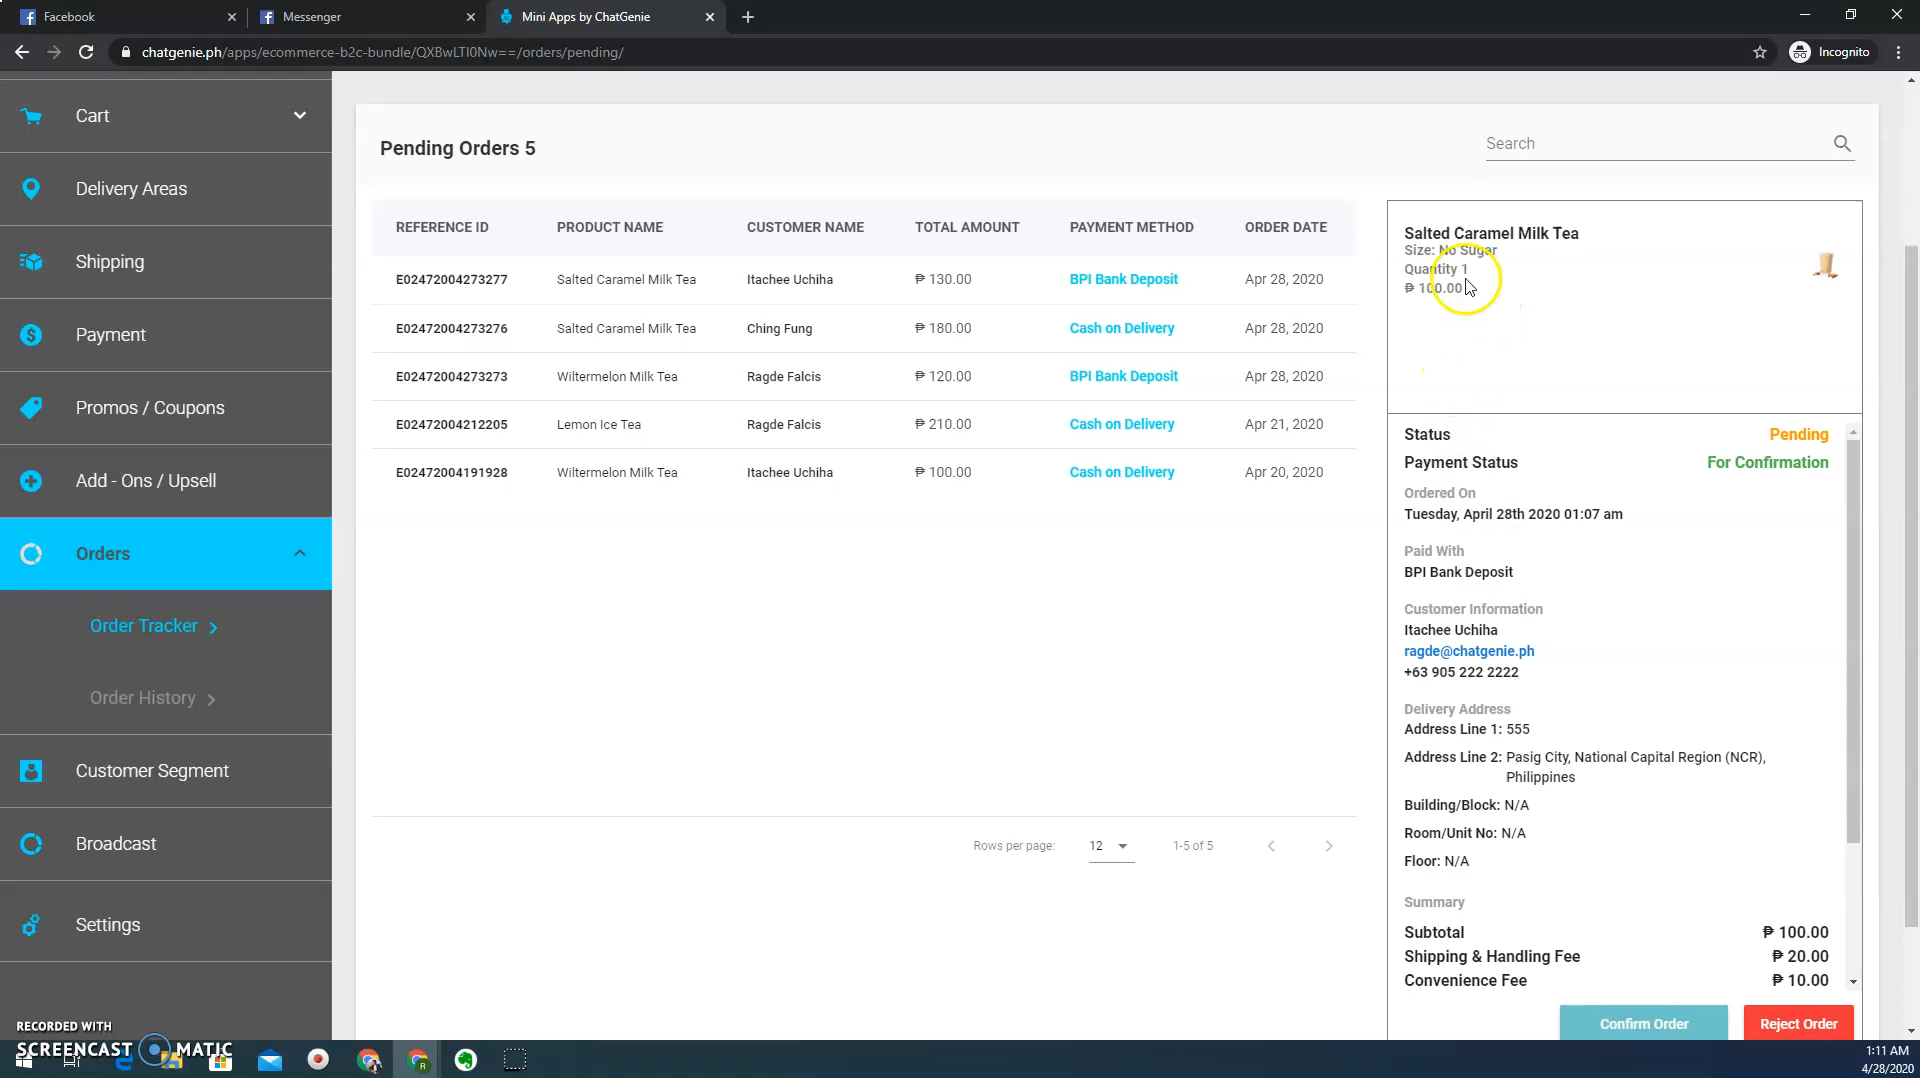 Facebook
Messenger
Mini Apps by ChatGenie
chatgenie.ph/apps/ecommerce-b2c-bundle/QXBwLTI0Nw==/orders/pending/
Incognito
Cart
Delivery Areas
Shipping
Payment
Promos / Coupons
Add - Ons / Upsell
Orders
Order Tracker
Order History
Customer Segment
Broadcast
Settings
Pending Orders 5
Search
REFERENCE ID PRODUCT NAME CUSTOMER NAME TOTAL AMOUNT PAYMENT METHOD ORDER DATE
E02472004273277 Salted Caramel Milk Tea Itachee Uchiha ₱ 130.00 BPI Bank Deposit Apr 28, 2020
E02472004273276 Salted Caramel Milk Tea Ching Fung ₱ 180.00 Cash on Delivery Apr 28, 2020
E02472004273273 Wiltermelon Milk Tea Ragde Falcis ₱ 120.00 BPI Bank Deposit Apr 28, 2020
E02472004212205 Lemon Ice Tea Ragde Falcis ₱ 210.00 Cash on Delivery Apr 21, 2020
E02472004191928 Wiltermelon Milk Tea Itachee Uchiha ₱ 100.00 Cash on Delivery Apr 20, 2020
Rows per page: 12 1-5 of 5
Salted Caramel Milk Tea
Size: No Sugar
Quantity 1
₱ 100.00
Status Pending
Payment Status For Confirmation
Ordered On
Tuesday, April 28th 2020 01:07 am
Paid With
BPI Bank Deposit
Customer Information
Itachee Uchiha
ragde@chatgenie.ph
+63 905 222 2222
Delivery Address
Address Line 1: 555
Address Line 2: Pasig City, National Capital Region (NCR),
Philippines
Building/Block: N/A
Room/Unit No: N/A
Floor: N/A
Summary
Subtotal ₱ 100.00
Shipping & Handling Fee ₱ 20.00
Convenience Fee ₱ 10.00
Confirm Order Reject Order
RECORDED WITH
SCREENCAST MATIC
1:11 AM
4/28/2020